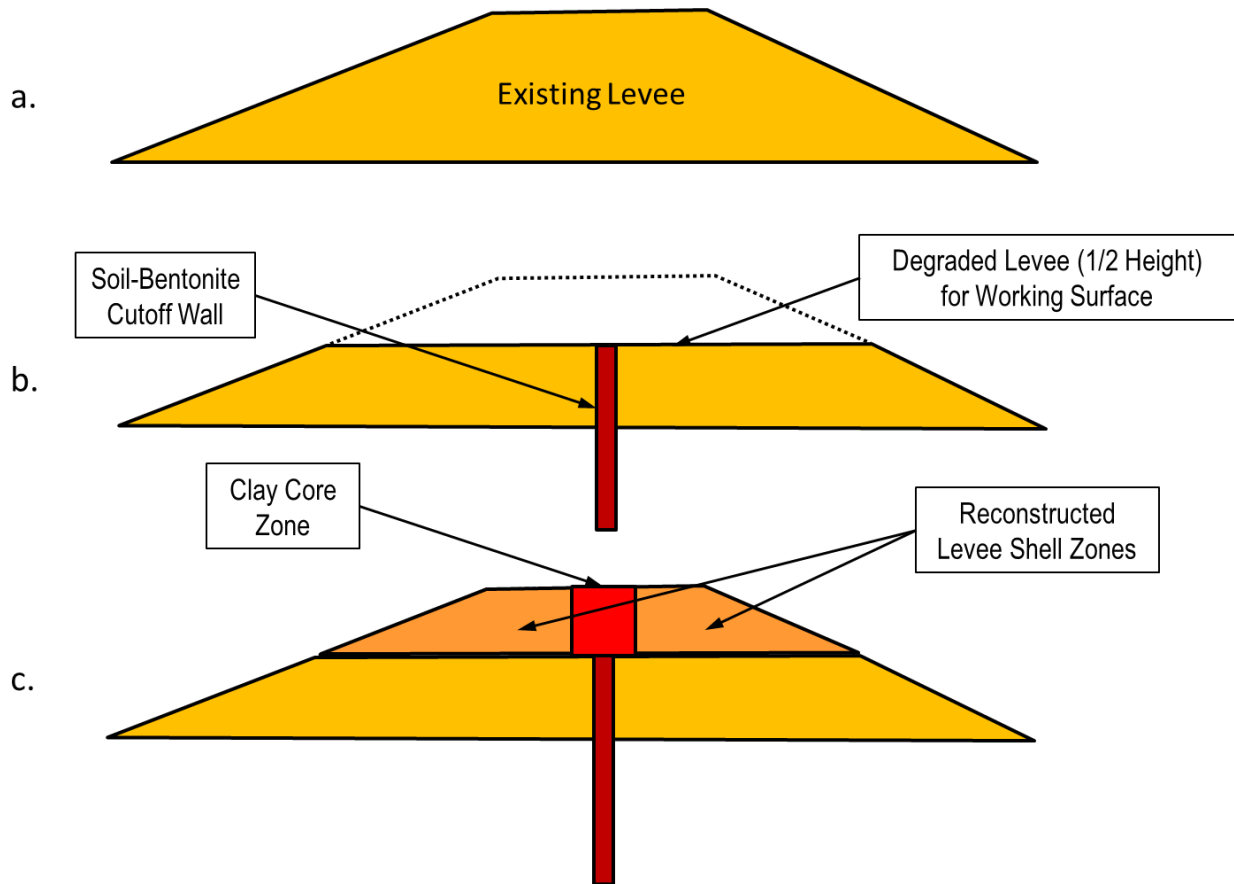 a.
Existing Levee
b.
Soil-Bentonite
Cutoff Wall
Degraded Levee (1/2 Height)
for Working Surface
c.
Clay Core
Zone
Reconstructed
Levee Shell Zones